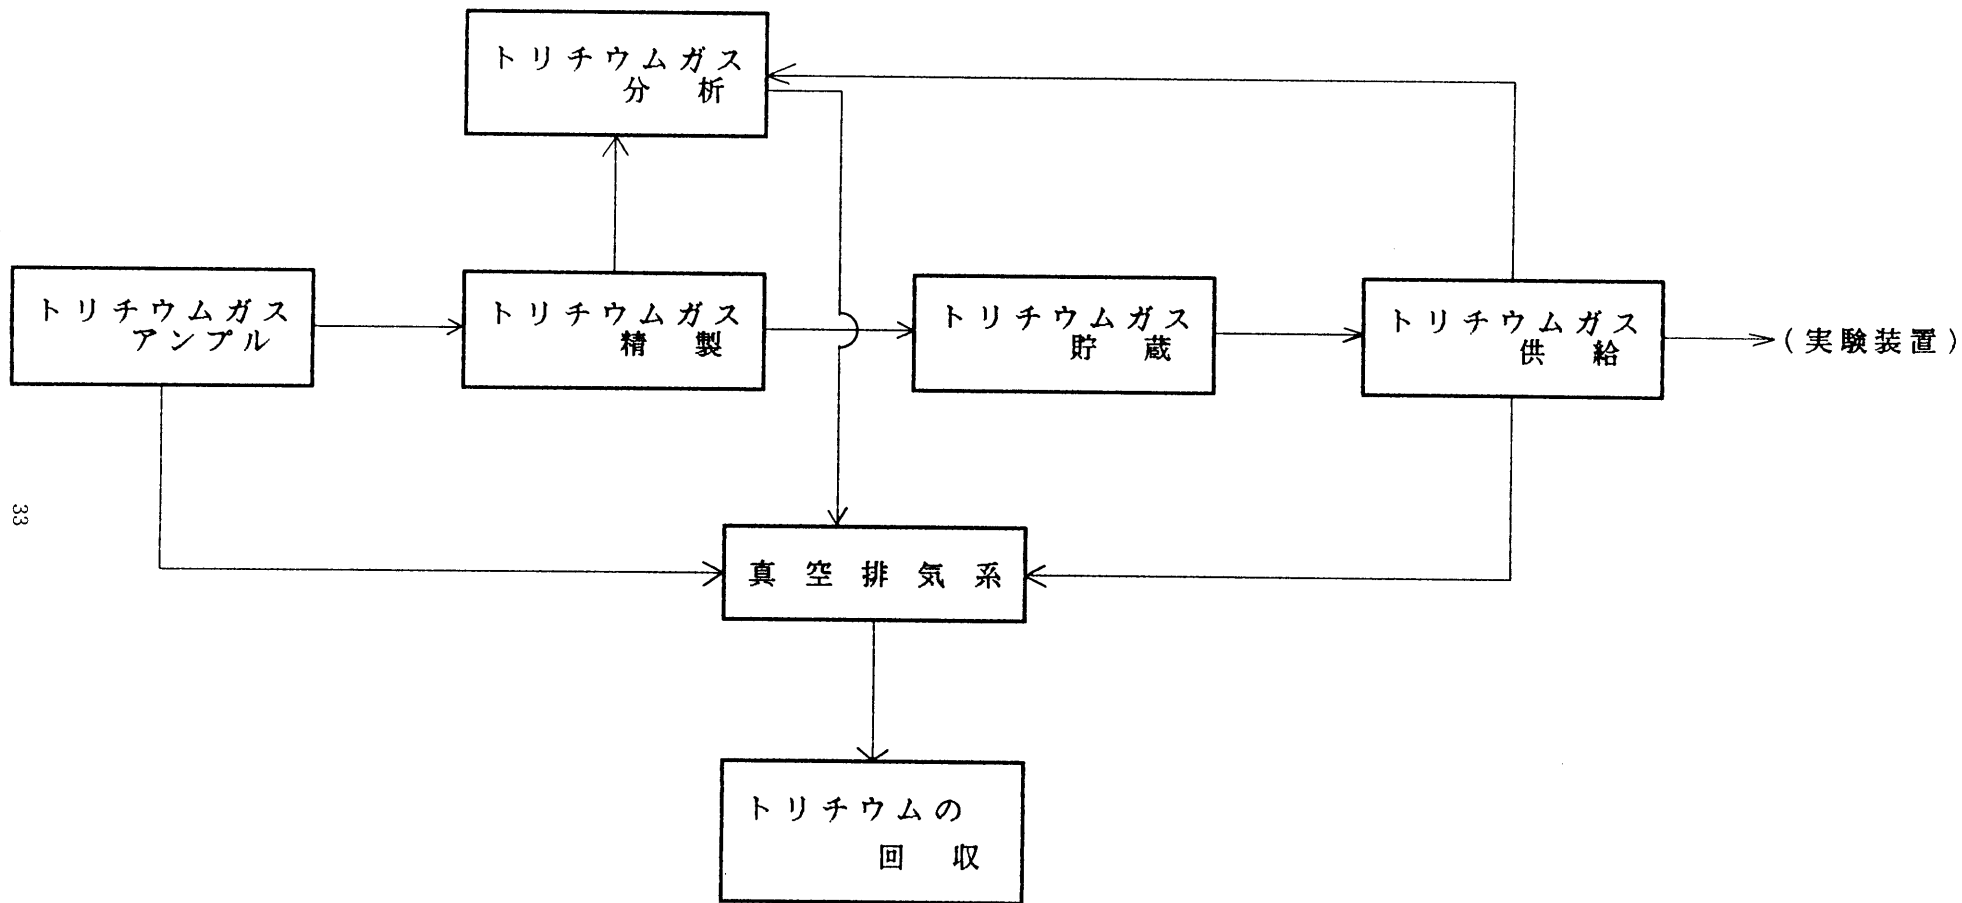 トリチウムガス
分析
トリチウムガス
アンプル
トリチウムガス
精製
トリチウムガス
貯蔵
トリチウムガス
供給
(実験装置)
33
真空排気系
トリチウムの
回収